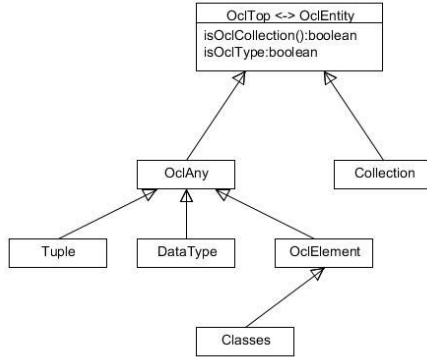 OclTop <-> OclEntity
isOclCollection():boolean
isOclType:boolean
OclAny
Collection
Tuple
DataType
OclElement
Classes